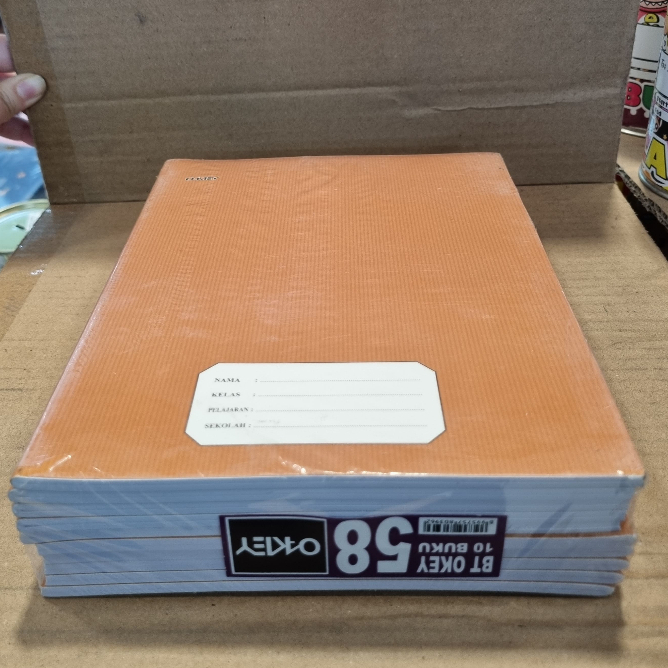 NAMA :
KELAS :
PELAJARAN :
SEKOLAH :
BT OKEY
10 BUKU
58
OKEY